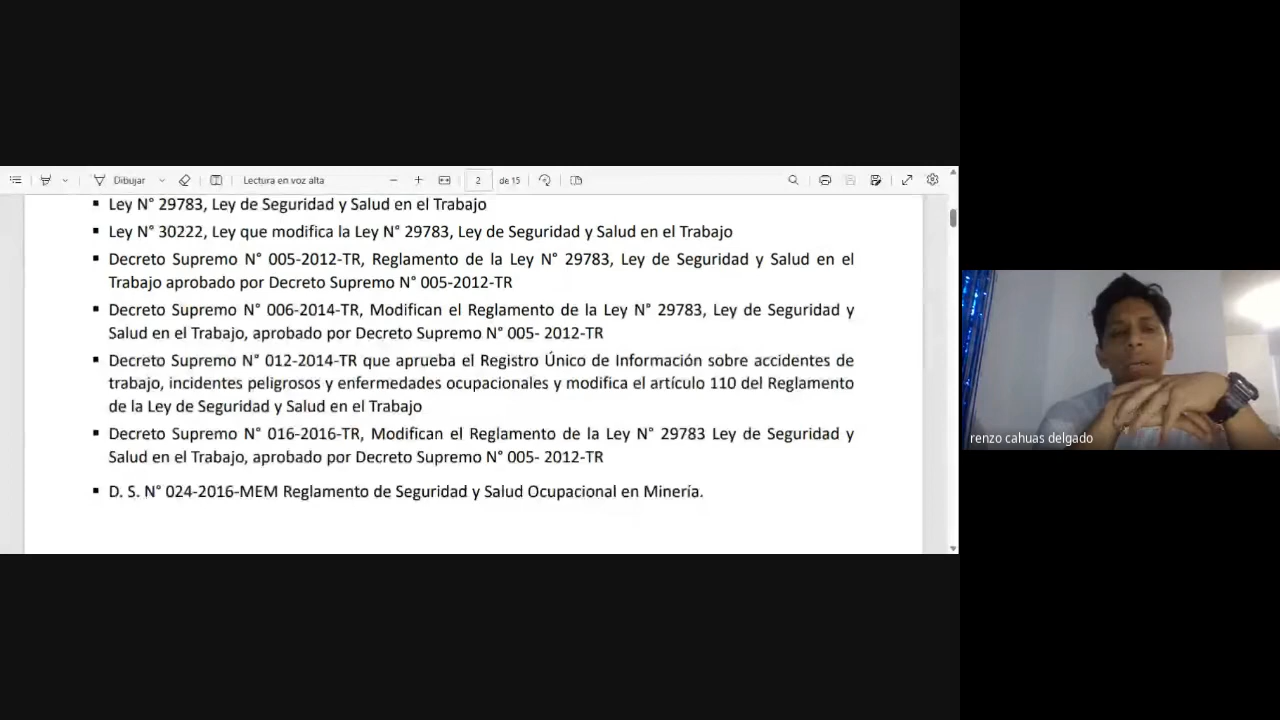 Dibujar
Lectura en voz alta
2
de 15
▪ Ley N° 29783, Ley de Seguridad y Salud en el Trabajo
▪ Ley N° 30222, Ley que modifica la Ley N° 29783, Ley de Seguridad y Salud en el Trabajo
▪ Decreto Supremo N° 005-2012-TR, Reglamento de la Ley N° 29783, Ley de Seguridad y Salud en el
Trabajo aprobado por Decreto Supremo N° 005-2012-TR
▪ Decreto Supremo N° 006-2014-TR, Modifican el Reglamento de la Ley N° 29783, Ley de Seguridad y
Salud en el Trabajo, aprobado por Decreto Supremo N° 005- 2012-TR
▪ Decreto Supremo N° 012-2014-TR que aprueba el Registro Único de Información sobre accidentes de
trabajo, incidentes peligrosos y enfermedades ocupacionales y modifica el artículo 110 del Reglamento
de la Ley de Seguridad y Salud en el Trabajo
▪ Decreto Supremo N° 016-2016-TR, Modifican el Reglamento de la Ley N° 29783 Ley de Seguridad y
Salud en el Trabajo, aprobado por Decreto Supremo N° 005- 2012-TR
▪ D. S. N° 024-2016-MEM Reglamento de Seguridad y Salud Ocupacional en Minería.
renzo cahuas delgado